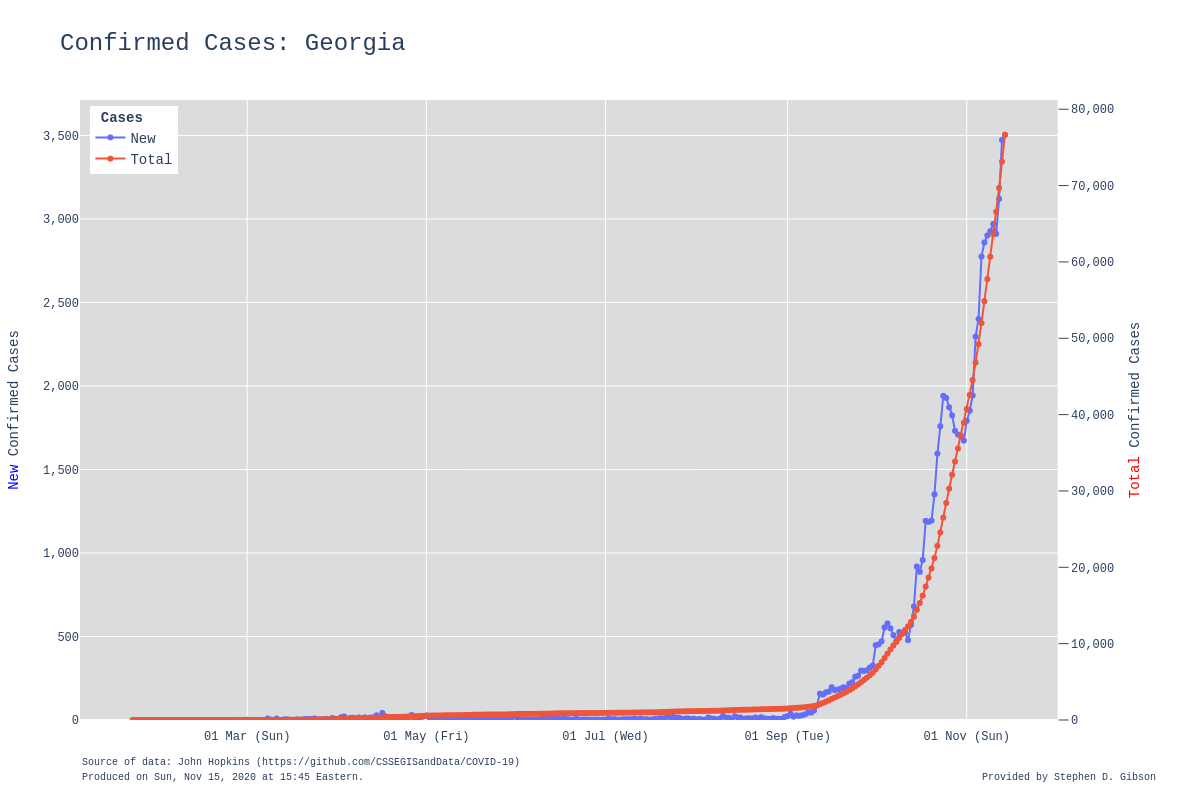 Confirmed Cases: Georgia
Cases
New
Total
3,500
3,000
2,500
2,000
1,500
1,000
500
0
New Confirmed Cases
80,000
70,000
60,000
50,000
40,000
30,000
20,000
10,000
0
Total Confirmed Cases
01 Mar (Sun) 01 May (Fri) 01 Jul (Wed) 01 Sep (Tue) 01 Nov (Sun)
Source of data: John Hopkins (https://github.com/CSSEGISandData/COVID-19)
Produced on Sun, Nov 15, 2020 at 15:45 Eastern.
Provided by Stephen D. Gibson